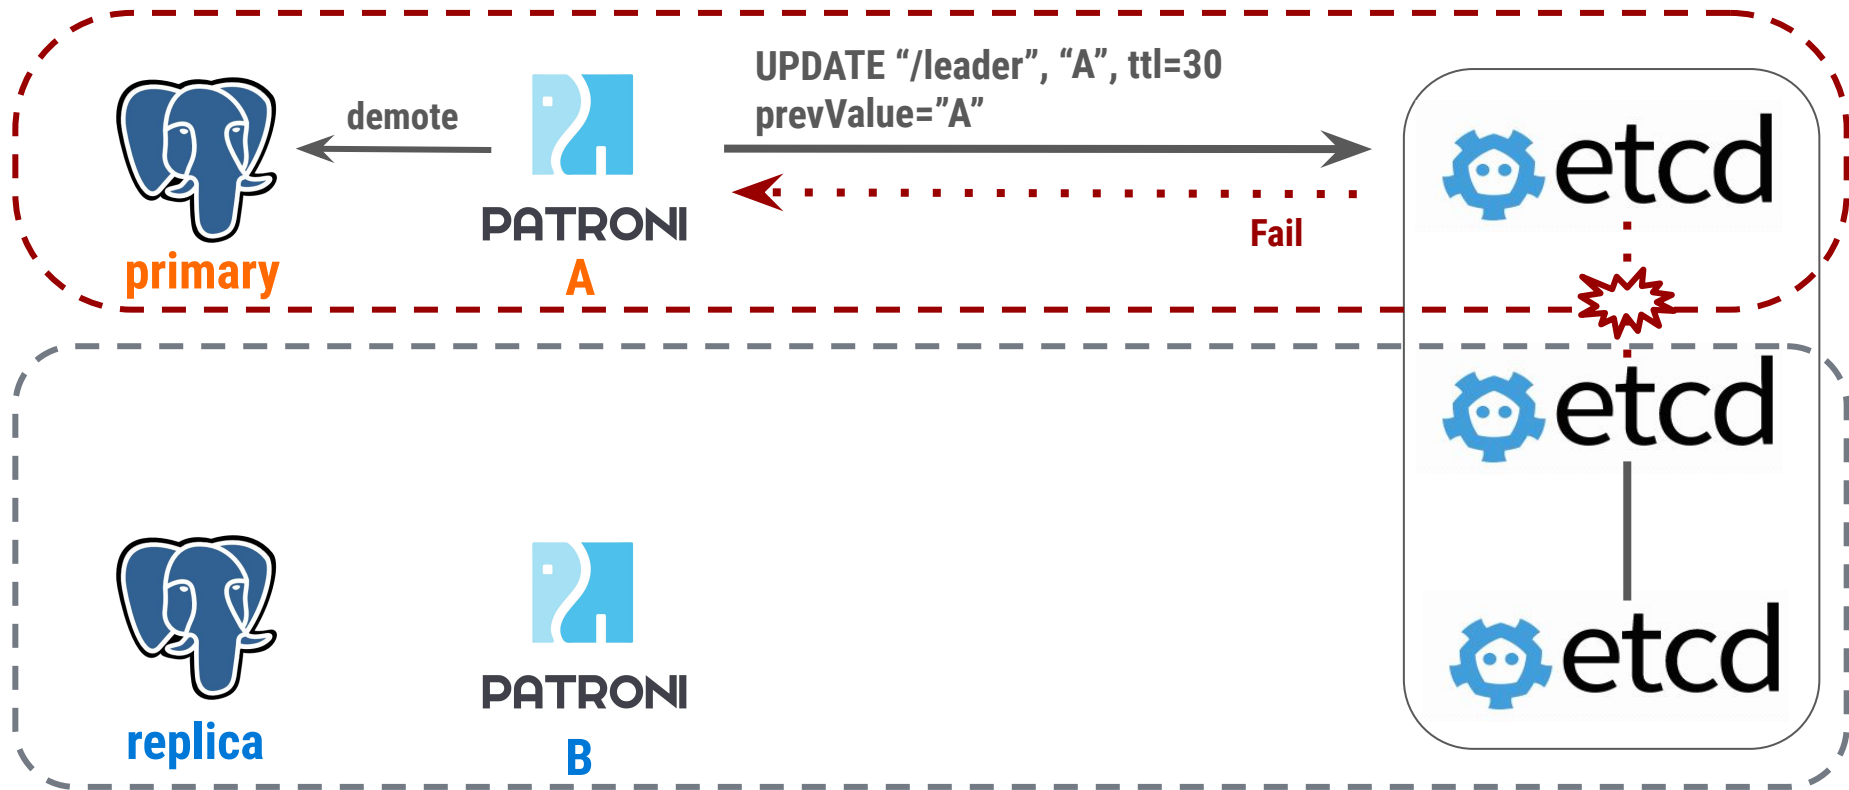 UPDATE “/leader”, “A”, ttl=30
prevValue=”A”
demote
etcd
Fail
PATRONI
primary
A
etcd
etcd
PATRONI
replica
B